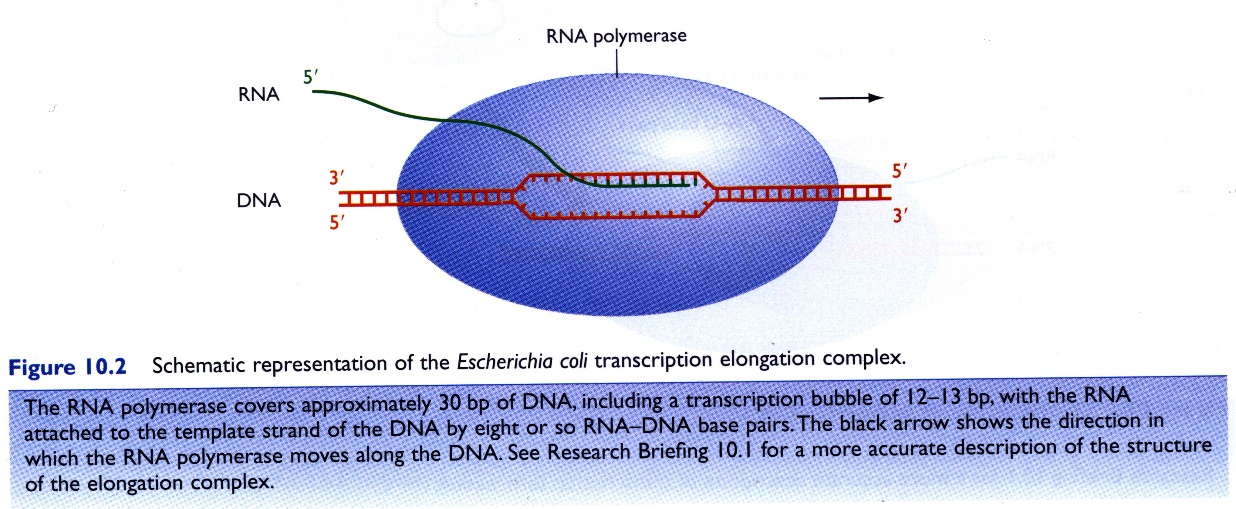 RNA polymerase
5′
RNA
3′
5′
DNA
5′
3′
Figure 10.2 Schematic representation of the Escherichia coli transcription elongation complex.
The RNA polymerase covers approximately 30 bp of DNA, including a transcription bubble of 12–13 bp, with the RNA
attached to the template strand of the DNA by eight or so RNA–DNA base pairs. The black arrow shows the direction in
which the RNA polymerase moves along the DNA. See Research Briefing 10.1 for a more accurate description of the structure
of the elongation complex.